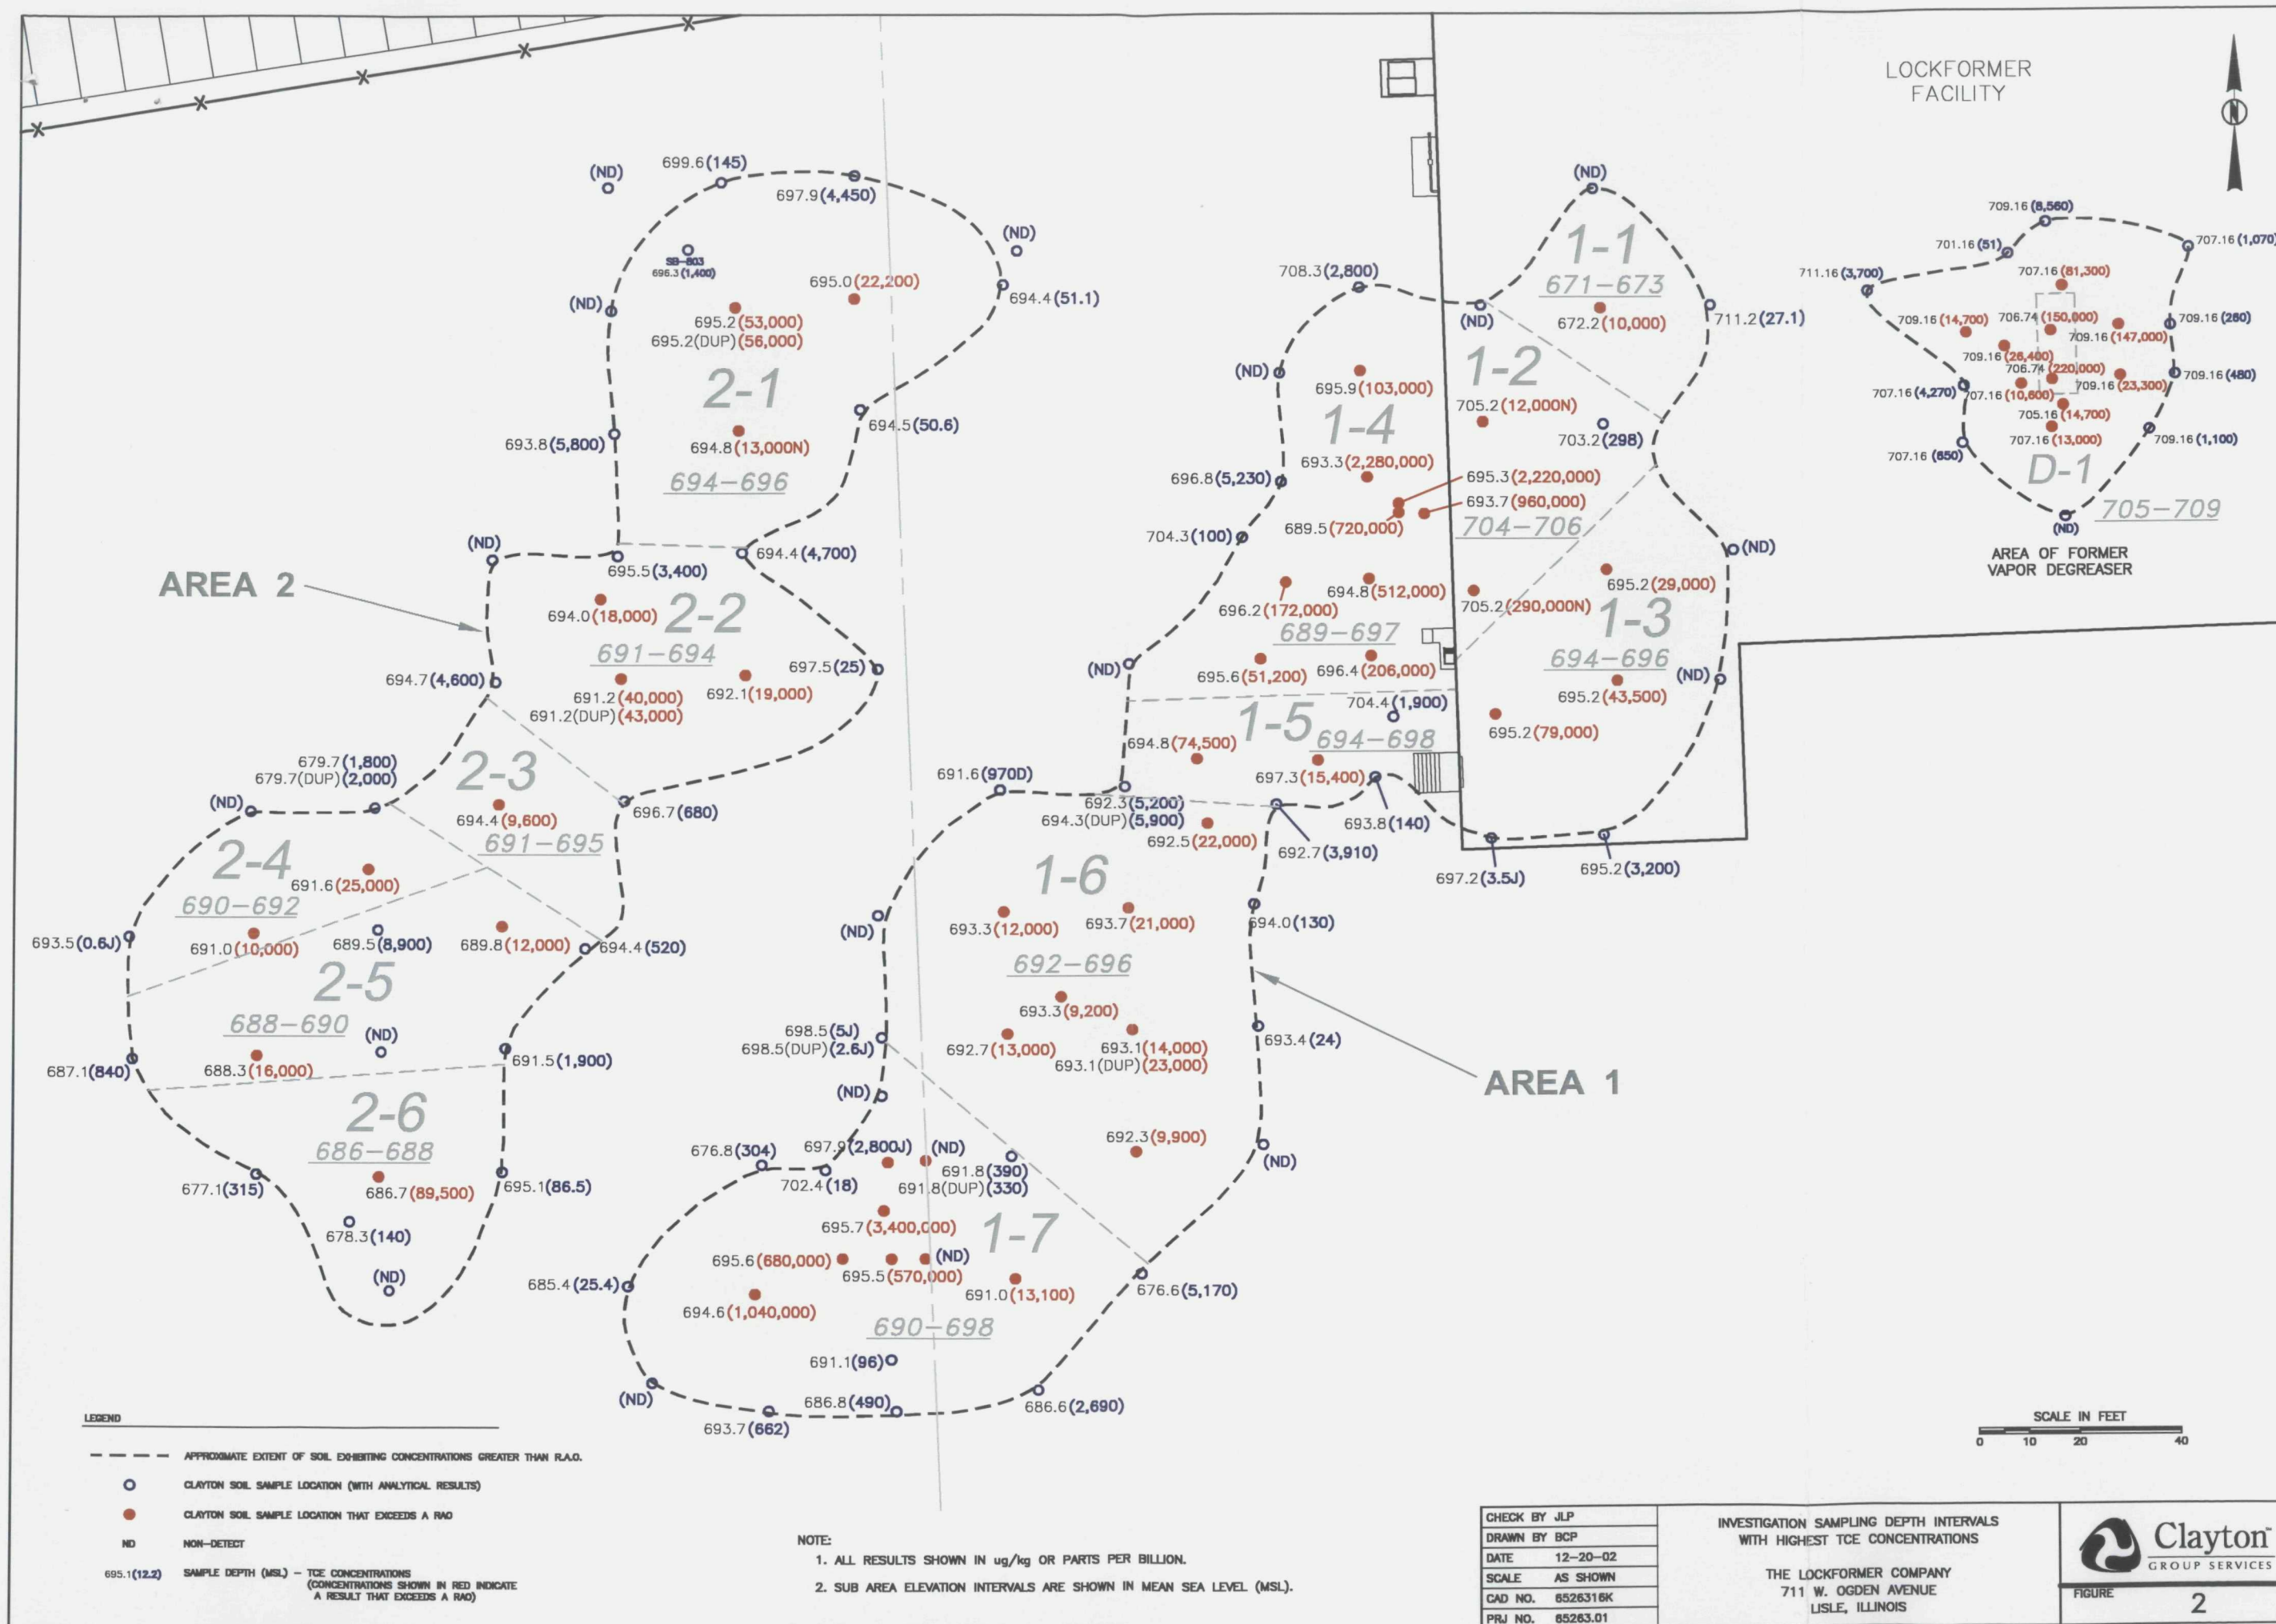 LOCKFORMER
FACILITY
N
(ND)
699.6(145)
697.9(4,450)
(ND)
SB-803
696.3(1,400)
695.0(22,200)
694.4(51.1)
(ND)
695.2(53,000)
695.2(DUP)(56,000)
2-1
694.5(50.6)
693.8(5,800)
694.8(13,000N)
694-696
(ND)
695.5(3,400)
694.4(4,700)
AREA 2
694.0(18,000)
2-2
691-694
697.5(25)
694.7(4,600)
691.2(40,000)
691.2(DUP)(43,000)
692.1(19,000)
679.7(1,800)
679.7(DUP)(2,000)
2-3
(ND)
694.4(9,600)
696.7(680)
691-695
2-4
691.6(25,000)
690-692
693.5(0.6J)
691.0(10,000)
689.5(8,900)
689.8(12,000)
694.4(520)
2-5
688-690
(ND)
687.1(840)
688.3(16,000)
691.5(1,900)
2-6
686-688
677.1(315)
686.7(89,500)
695.1(86.5)
678.3(140)
(ND)
(ND)
1-1
671-673
672.2(10,000)
711.2(27.1)
708.3(2,800)
(ND)
1-2
(ND)
695.9(103,000)
705.2(12,000N)
703.2(298)
1-4
693.3(2,280,000)
695.3(2,220,000)
696.8(5,230)
693.7(960,000)
689.5(720,000)
704-706
704.3(100)
(ND)
695.2(29,000)
694.8(512,000)
696.2(172,000)
705.2(290,000N)
1-3
689-697
694-696
(ND)
695.6(51,200)
696.4(206,000)
(ND)
695.2(43,500)
704.4(1,900)
1-5
694-698
695.2(79,000)
694.8(74,500)
697.3(15,400)
691.6(970D)
692.3(5,200)
694.3(DUP)(5,900)
693.8(140)
692.5(22,000)
692.7(3,910)
697.2(3.5J)
695.2(3,200)
1-6
(ND)
693.3(12,000)
693.7(21,000)
694.0(130)
692-696
693.3(9,200)
698.5(5J)
698.5(DUP)(2.6J)
692.7(13,000)
693.1(14,000)
693.1(DUP)(23,000)
693.4(24)
AREA 1
(ND)
692.3(9,900)
(ND)
676.8(304)
697.9(2,800J)
(ND)
702.4(18)
691.8(390)
691.8(DUP)(330)
695.7(3,400,000)
1-7
695.6(680,000)
(ND)
695.5(570,000)
685.4(25.4)
691.0(13,100)
676.6(5,170)
694.6(1,040,000)
690-698
691.1(96)
(ND)
686.8(490)
686.6(2,690)
693.7(662)
709.16(8,560)
701.16(51)
707.16(1,070)
711.16(3,700)
707.16(81,300)
709.16(14,700)
706.74(150,000)
709.16(260)
709.16(147,000)
709.16(26,400)
706.74(220,000)
709.16(23,300)
709.16(480)
707.16(4,270)
707.16(10,600)
705.16(14,700)
707.16(13,000)
709.16(1,100)
707.16(650)
D-1
705-709
(ND)
AREA OF FORMER
VAPOR DEGREASER
LEGEND
APPROXIMATE EXTENT OF SOIL EXHIBITING CONCENTRATIONS GREATER THAN R.A.O.
CLAYTON SOIL SAMPLE LOCATION (WITH ANALYTICAL RESULTS)
CLAYTON SOIL SAMPLE LOCATION THAT EXCEEDS A RAO
ND NON-DETECT
695.1(12.2) SAMPLE DEPTH (MSL) - TCE CONCENTRATIONS
(CONCENTRATIONS SHOWN IN RED INDICATE
A RESULT THAT EXCEEDS A RAO)
NOTE:
1. ALL RESULTS SHOWN IN ug/kg OR PARTS PER BILLION.
2. SUB AREA ELEVATION INTERVALS ARE SHOWN IN MEAN SEA LEVEL (MSL).
SCALE IN FEET
0 10 20 40
CHECK BY JLP
DRAWN BY BCP
DATE 12-20-02
SCALE AS SHOWN
CAD NO. 6526316K
PRJ NO. 65263.01
INVESTIGATION SAMPLING DEPTH INTERVALS
WITH HIGHEST TCE CONCENTRATIONS
THE LOCKFORMER COMPANY
711 W. OGDEN AVENUE
LISLE, ILLINOIS
Clayton
GROUP SERVICES
FIGURE
2